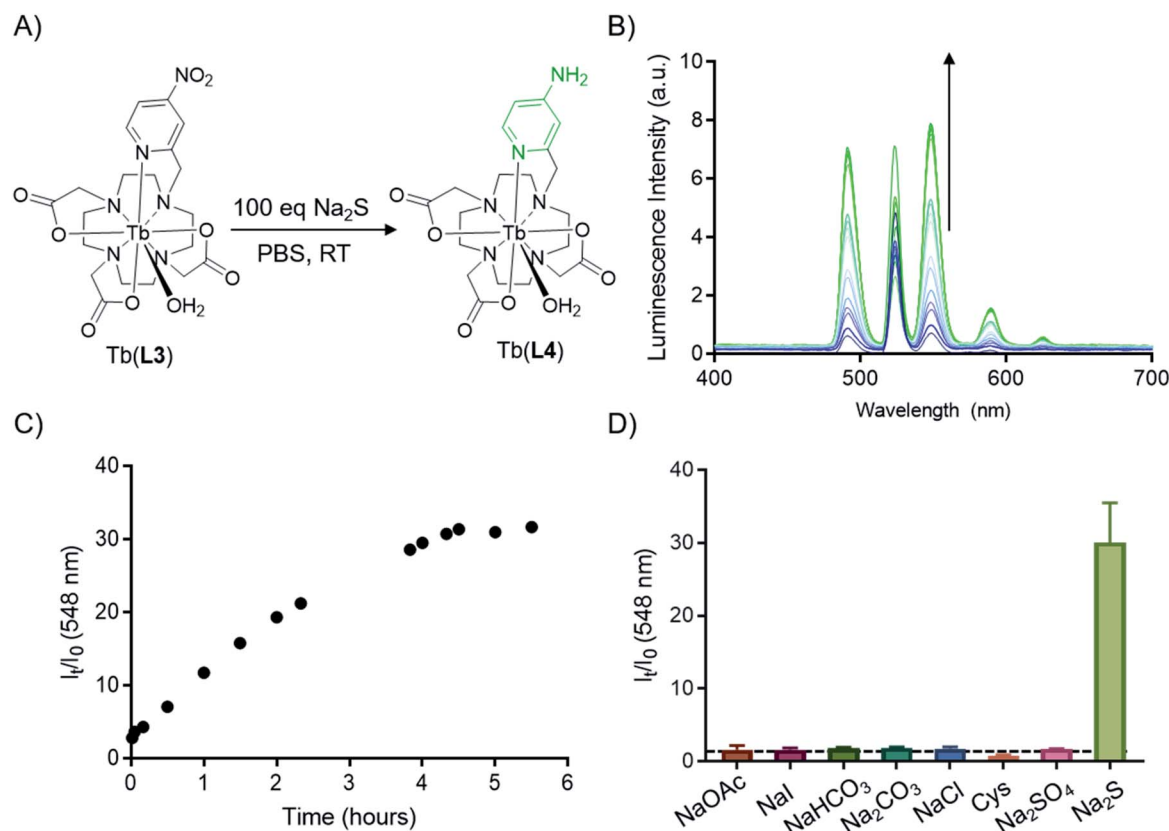 A)
NO₂
N
N
N
N
N
Tb
O
O
O
O
O
O
OH₂
Tb(L3)
100 eq Na₂S
PBS, RT
NH₂
N
N
N
N
N
Tb
O
O
O
O
O
O
OH₂
Tb(L4)
B)
Luminescence Intensity (a.u.)
10
8
6
4
2
0
400 500 600 700
Wavelength (nm)
C)
Iₜ/I₀ (548 nm)
40
30
20
10
0
0 1 2 3 4 5 6
Time (hours)
D)
Iₜ/I₀ (548 nm)
40
30
20
10
0
NaOAc
NaI
NaHCO₃
Na₂CO₃
NaCl
Cys
Na₂SO₄
Na₂S